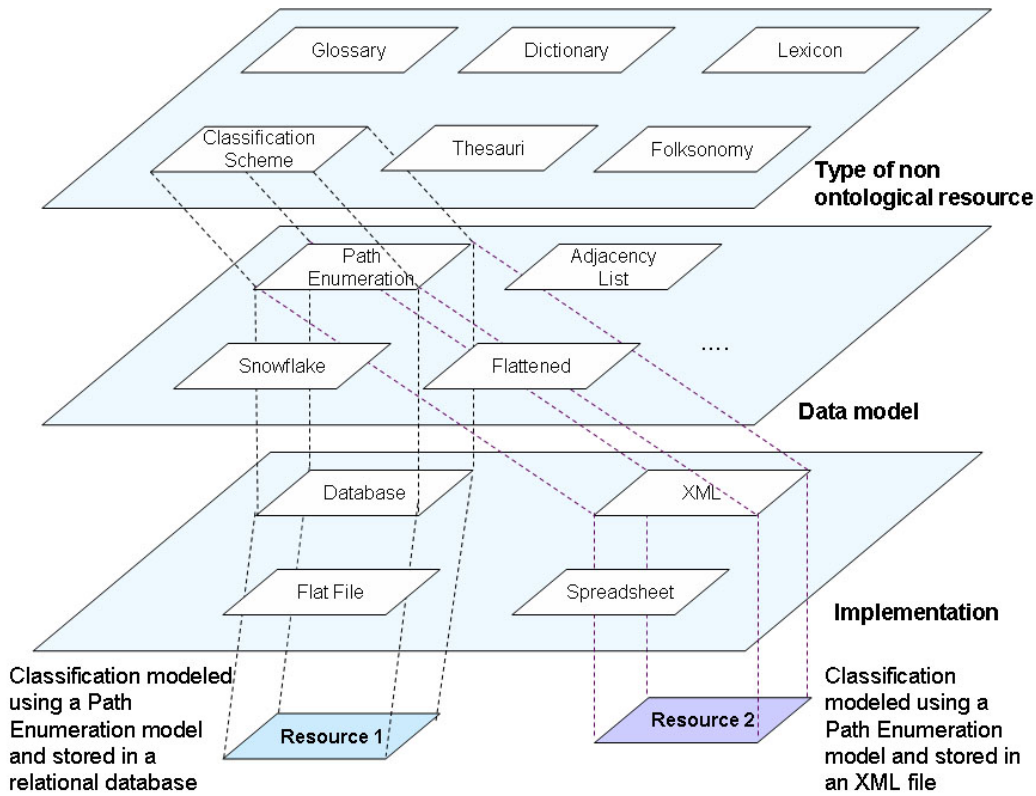 Glossary
Dictionary
Lexicon
Classification
Scheme
Thesauri
Folksonomy
Type of non
ontological resource
Path
Enumeration
Adjacency
List
Snowflake
Flattened
....
Data model
Database
XML
Flat File
Spreadsheet
Implementation
Classification modeled
using a Path
Enumeration model
and stored in a
relational database
Resource 1
Resource 2
Classification
modeled using a
Path Enumeration
model and stored in
an XML file